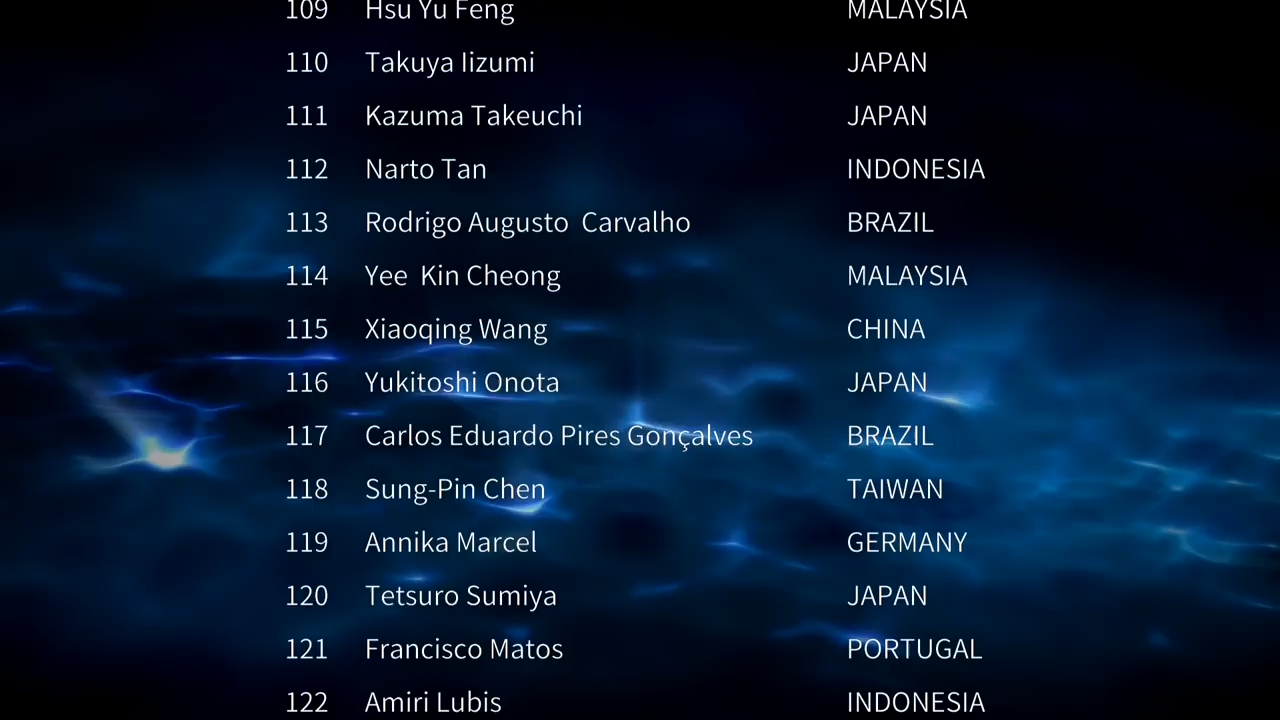 109 Hsu Yu Feng MALAYSIA
110 Takuya Iizumi JAPAN
111 Kazuma Takeuchi JAPAN
112 Narto Tan INDONESIA
113 Rodrigo Augusto  Carvalho BRAZIL
114 Yee  Kin Cheong MALAYSIA
115 Xiaoqing Wang CHINA
116 Yukitoshi Onota JAPAN
117 Carlos Eduardo Pires Gonçalves BRAZIL
118 Sung-Pin Chen TAIWAN
119 Annika Marcel GERMANY
120 Tetsuro Sumiya JAPAN
121 Francisco Matos PORTUGAL
122 Amiri Lubis INDONESIA